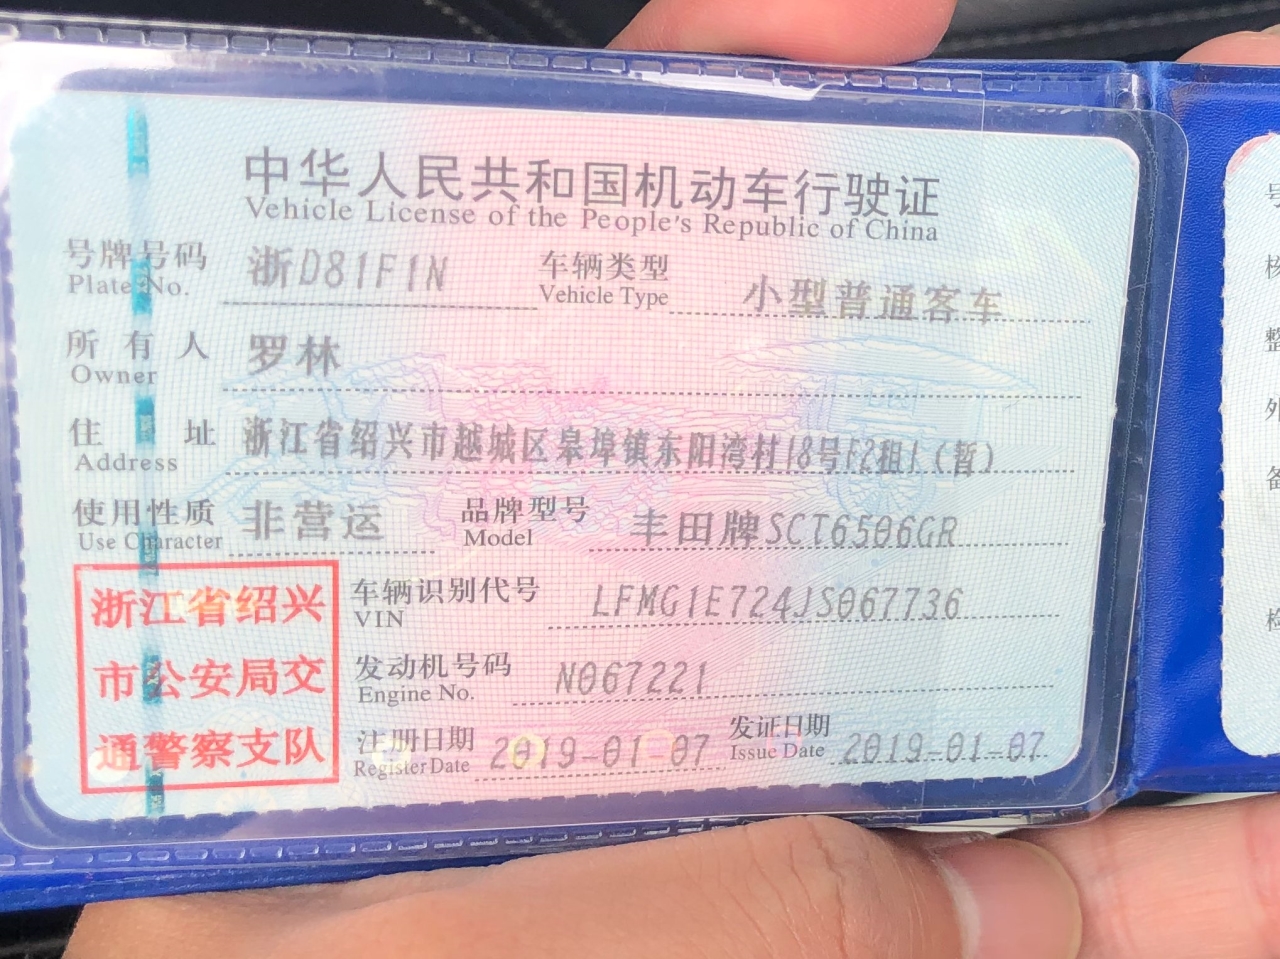 中华人民共和国机动车行驶证
Vehicle License of the People's Republic of China
号牌号码 浙D81F1N 车辆类型 小型普通客车
Plate No. Vehicle Type
所有人 罗林
Owner
住址 浙江省绍兴市越城区皋埠镇东阳湾村18号F2租1（暂）
Address
使用性质 非营运 品牌型号 丰田牌SCT6506GR
Use Character Model
浙江省绍兴
市公安局交
通警察支队
车辆识别代号 LFMG1E724JS067736
VIN
发动机号码 N067221
Engine No.
注册日期 2019-01-07 发证日期 2019-01-07
Register Date Issue Date
号
核
整
外
备
检